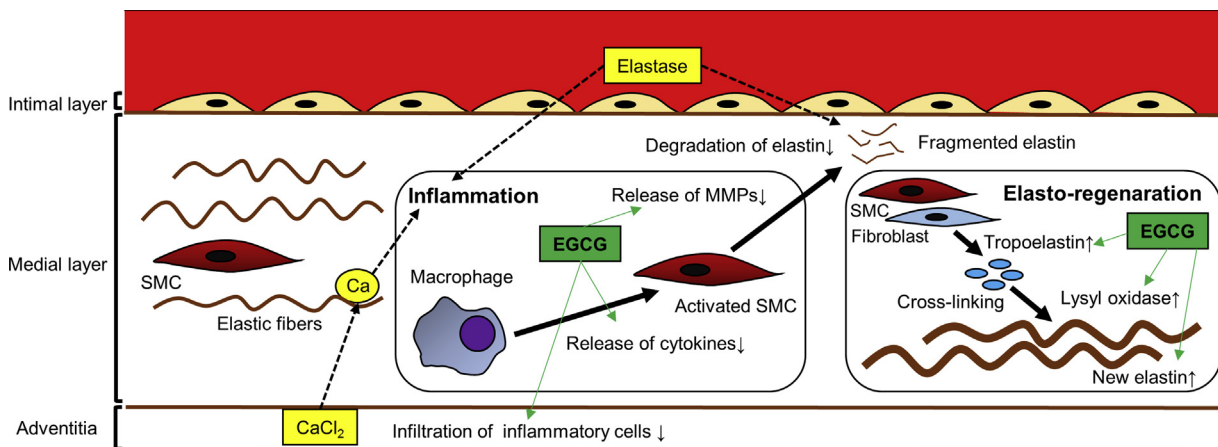 Elastase
Intimal layer
Degradation of elastin↓
Fragmented elastin
Inflammation
Release of MMPs↓
Elasto-regenaration
SMC
Fibroblast
EGCG
EGCG
Tropoelastin↑
Medial layer
SMC
Ca
Macrophage
Activated SMC
Cross-linking
Lysyl oxidase↑
Elastic fibers
Release of cytokines↓
New elastin↑
Adventitia
CaCl₂
Infiltration of inflammatory cells ↓